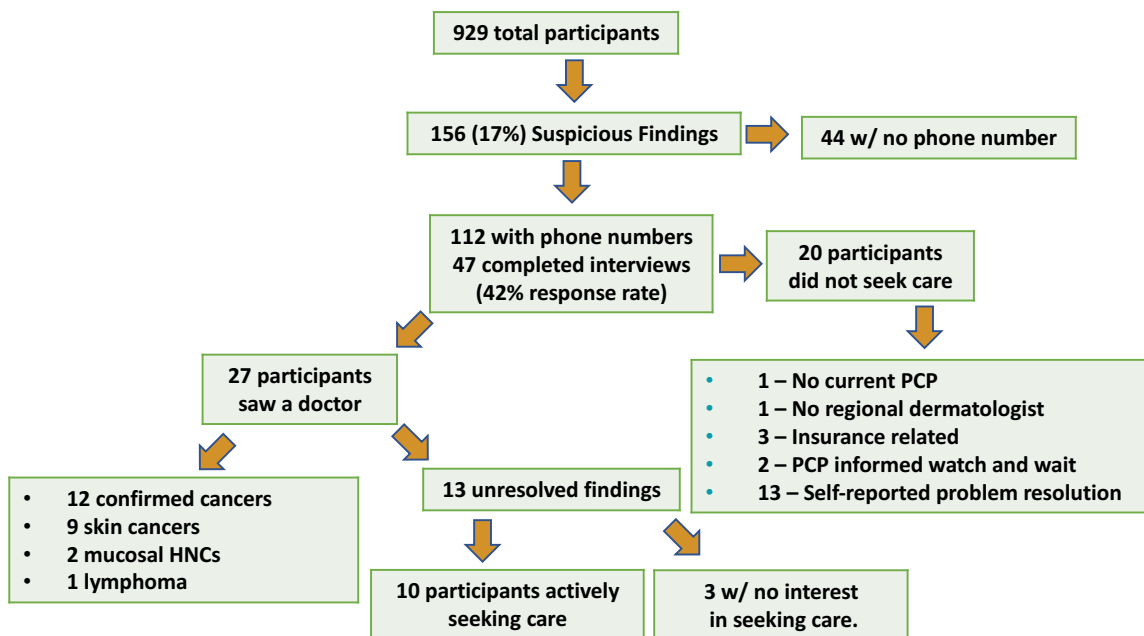 929 total participants
156 (17%) Suspicious Findings
44 w/ no phone number
112 with phone numbers
47 completed interviews
(42% response rate)
20 participants
did not seek care
27 participants
saw a doctor
• 1 – No current PCP
• 1 – No regional dermatologist
• 3 – Insurance related
• 2 – PCP informed watch and wait
• 13 – Self-reported problem resolution
• 12 confirmed cancers
• 9 skin cancers
• 2 mucosal HNCs
• 1 lymphoma
13 unresolved findings
10 participants actively
seeking care
3 w/ no interest
in seeking care.